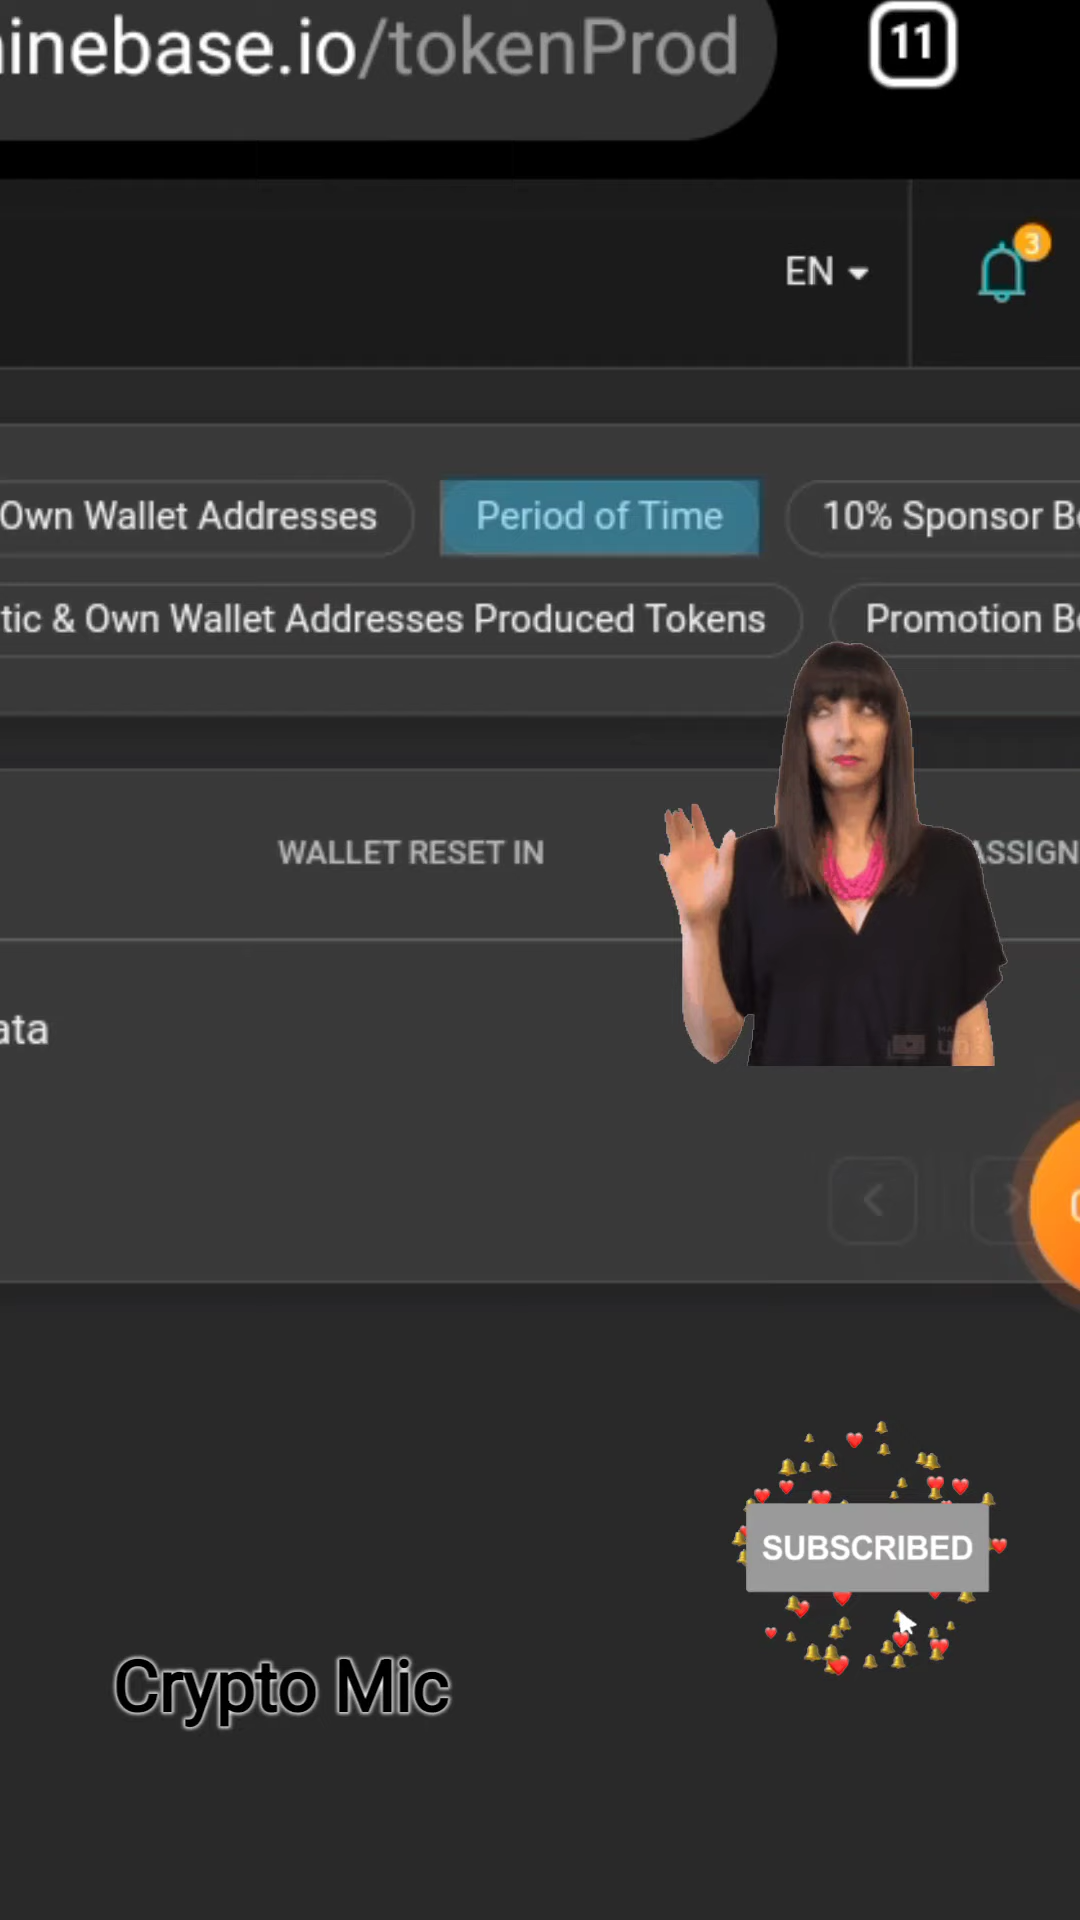 inebase.io/tokenProd
11
EN
3
Own Wallet Addresses
Period of Time
10% Sponsor B
tic & Own Wallet Addresses Produced Tokens
Promotion B
WALLET RESET IN
ASSIGN
ata
SUBSCRIBED
Crypto Mic